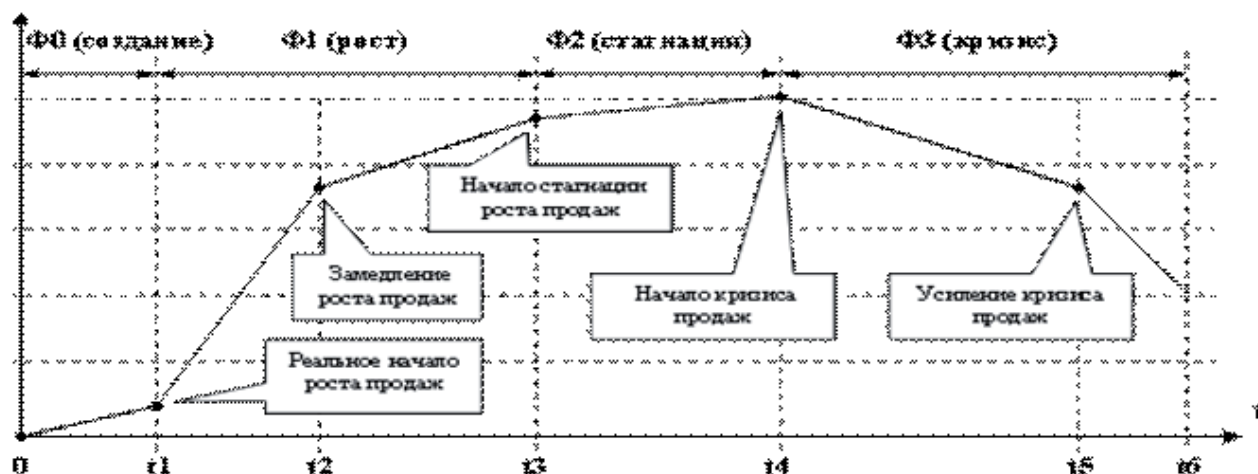 Ф0 (создание) Ф1 (рост) Ф2 (стагнации) Ф3 (кризис)
Начало стагнации
роста продаж
Замедление
роста продаж
Начало кризиса
продаж
Усиление кризиса
продаж
Реальное начало
роста продаж
t
0 t1 t2 t3 t4 t5 t6